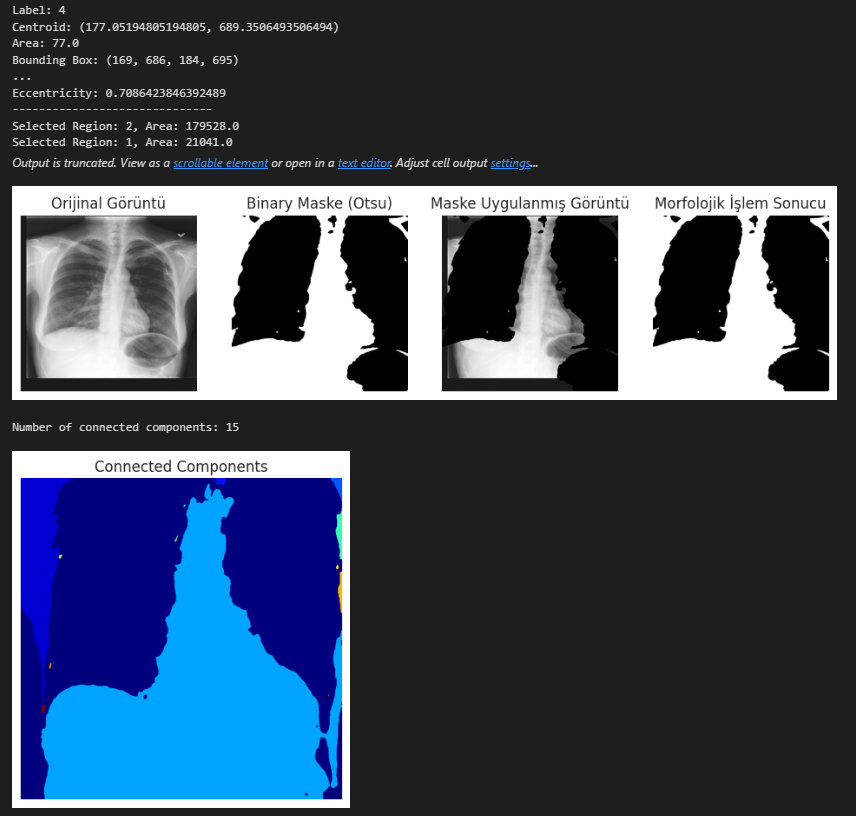 Label: 4
Centroid: (177.05194805194805, 689.3506493506494)
Area: 77.0
Bounding Box: (169, 686, 184, 695)
...
Eccentricity: 0.7086423846392489
------------------------------
Selected Region: 2, Area: 179528.0
Selected Region: 1, Area: 21041.0
Output is truncated. View as a scrollable element or open in a text editor. Adjust cell output settings...
Orijinal Görüntü
Binary Maske (Otsu)
Maske Uygulanmış Görüntü
Morfolojik İşlem Sonucu
Number of connected components: 15
Connected Components